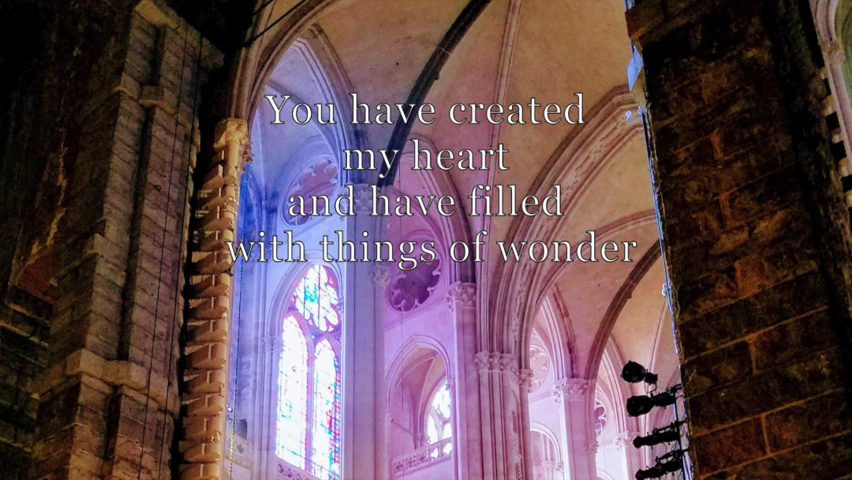 You have created
my heart
and have filled
with things of wonder